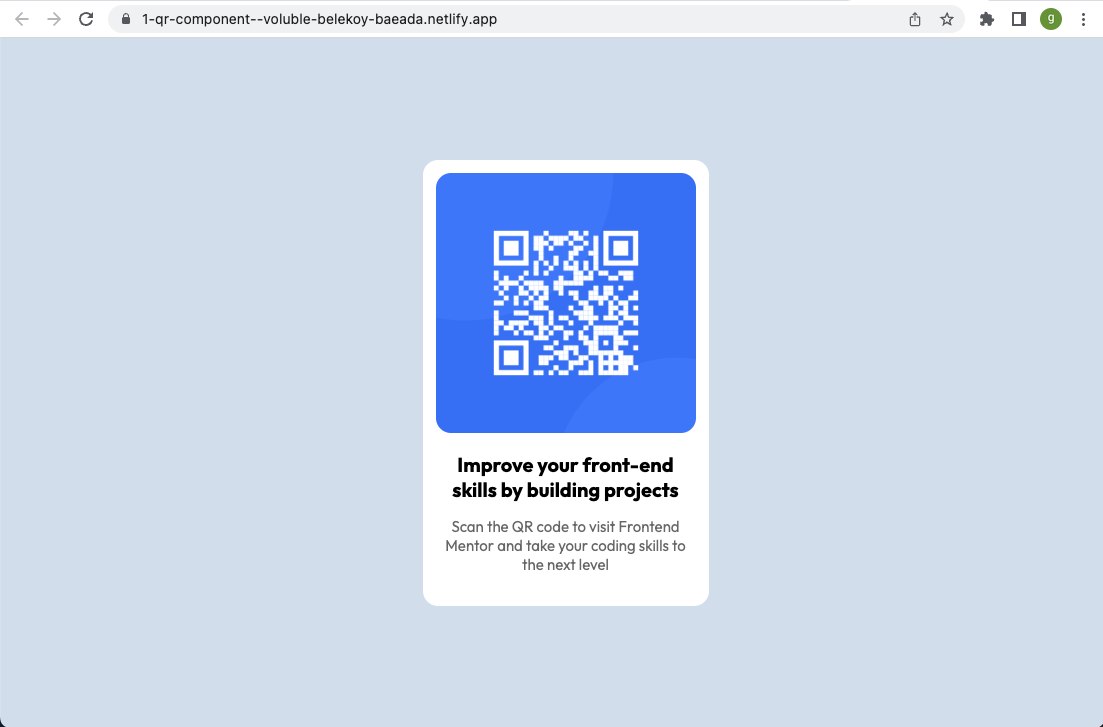 1-qr-component--voluble-belekoy-baeada.netlify.app
g
Improve your front-end
skills by building projects
Scan the QR code to visit Frontend
Mentor and take your coding skills to
the next level